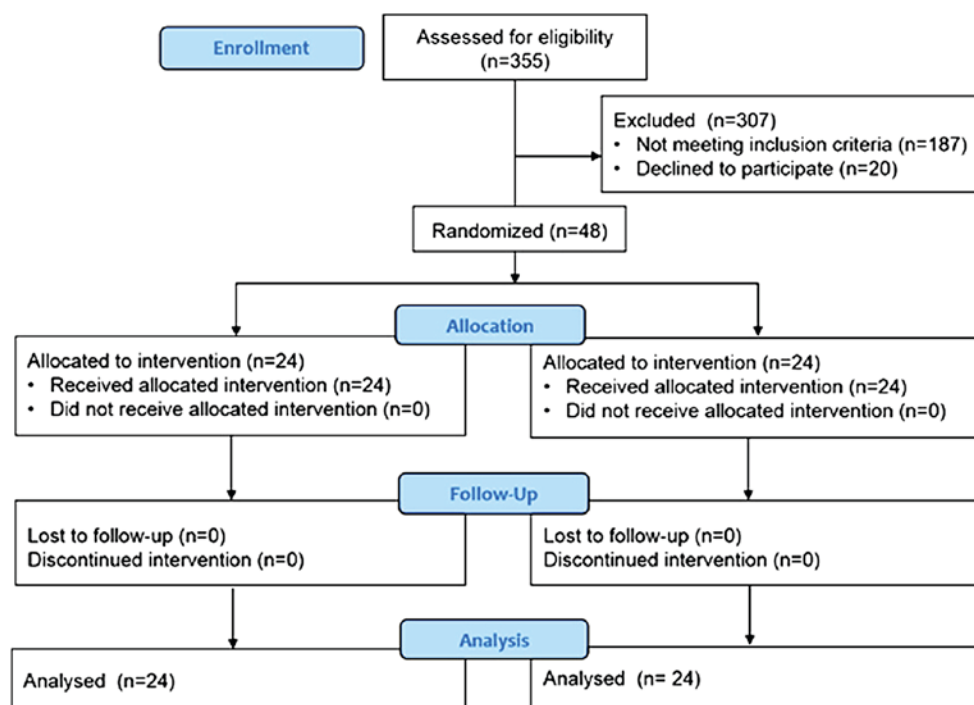 Enrollment
Assessed for eligibility
(n=355)
Excluded (n=307)
• Not meeting inclusion criteria (n=187)
• Declined to participate (n=20)
Randomized (n=48)
Allocation
Allocated to intervention (n=24)
• Received allocated intervention (n=24)
• Did not receive allocated intervention (n=0)
Allocated to intervention (n=24)
• Received allocated intervention (n=24)
• Did not receive allocated intervention (n=0)
Follow-Up
Lost to follow-up (n=0)
Discontinued intervention (n=0)
Lost to follow-up (n=0)
Discontinued intervention (n=0)
Analysis
Analysed (n=24)
Analysed (n= 24)